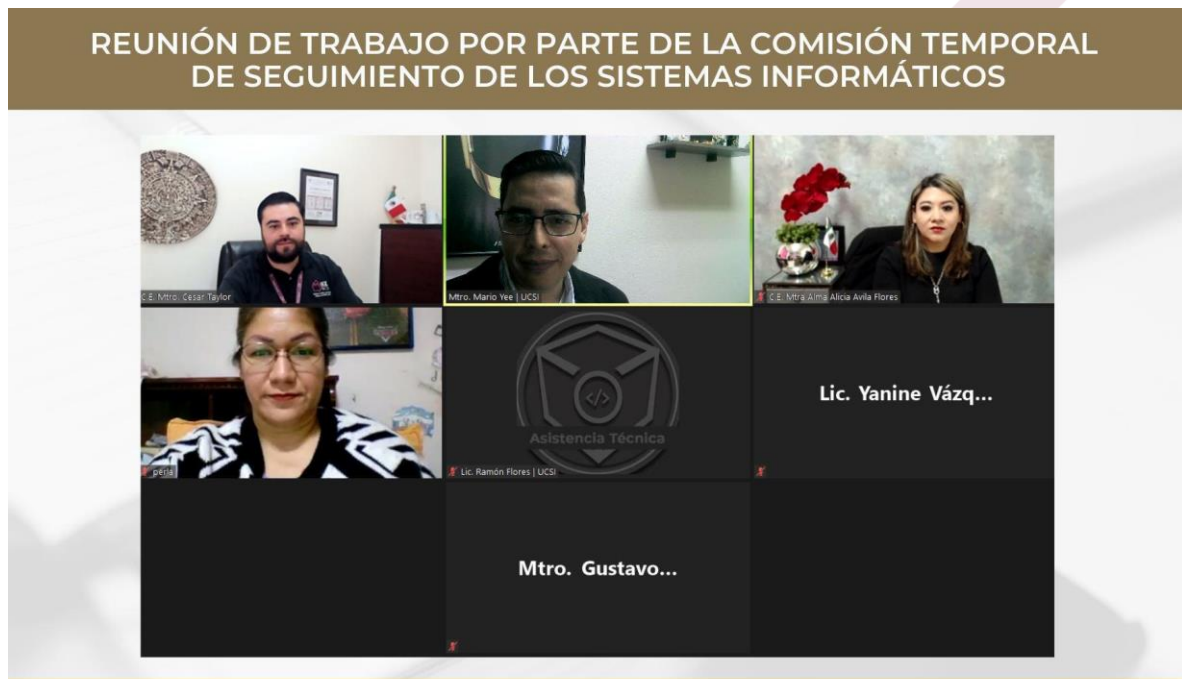 REUNIÓN DE TRABAJO POR PARTE DE LA COMISIÓN TEMPORAL
DE SEGUIMIENTO DE LOS SISTEMAS INFORMÁTICOS
C.E. Mtro. Cesar Taylor
Mtro. Mario Yee | UCSI
C.E. Mtra Alma Alicia Avila Flores
perla
Asistencia Técnica
</>
Lic. Ramón Flores | UCSI
Lic. Yanine Vázq...
Mtro. Gustavo...